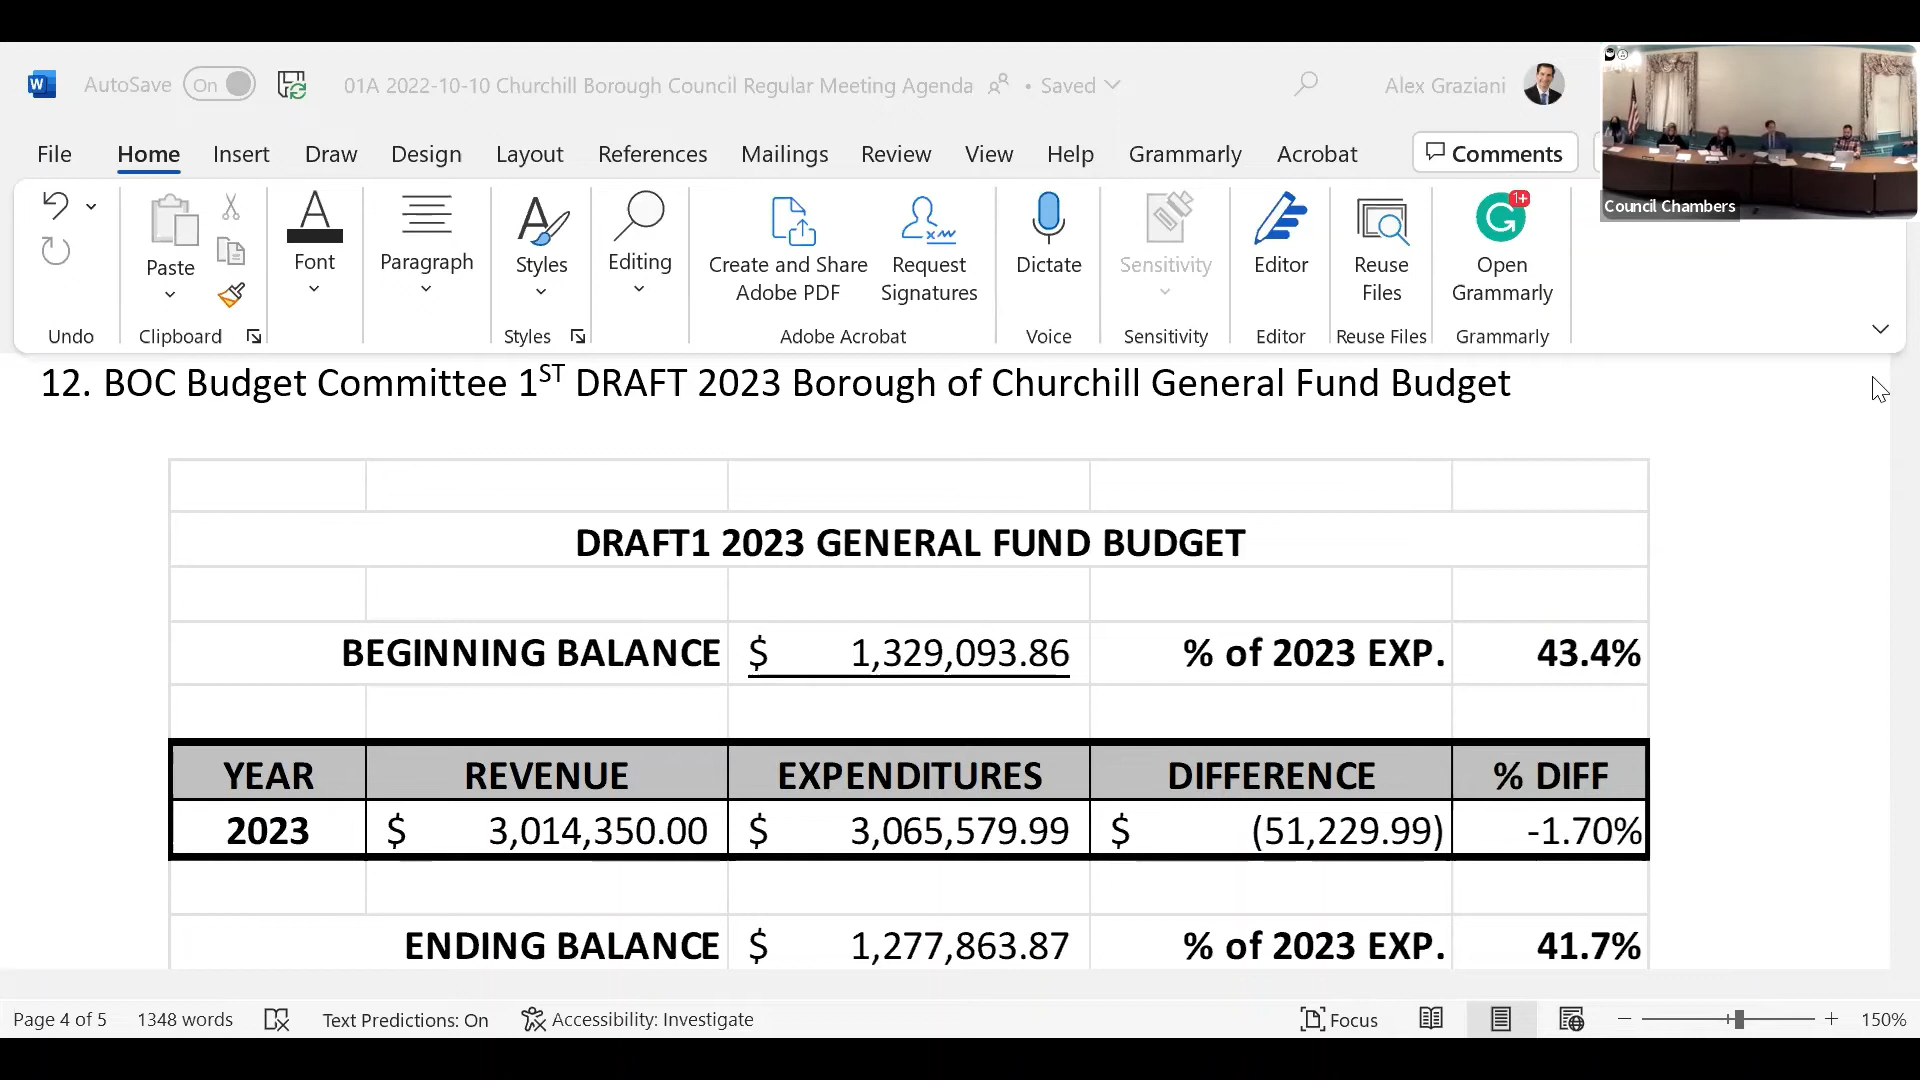 AutoSave On 01A 2022-10-10 Churchill Borough Council Regular Meeting Agenda • Saved Alex Graziani
File Home Insert Draw Design Layout References Mailings Review View Help Grammarly Acrobat Comments
Council Chambers
Paste Font Paragraph Styles Editing Create and Share Adobe PDF Request Signatures Dictate Sensitivity Editor Reuse Files 1+ Open Grammarly
Undo Clipboard Styles Adobe Acrobat Voice Sensitivity Editor Reuse Files Grammarly
12. BOC Budget Committee 1ST DRAFT 2023 Borough of Churchill General Fund Budget
DRAFT1 2023 GENERAL FUND BUDGET
BEGINNING BALANCE $ 1,329,093.86 % of 2023 EXP. 43.4%
YEAR REVENUE EXPENDITURES DIFFERENCE % DIFF
2023 $ 3,014,350.00 $ 3,065,579.99 $ (51,229.99) -1.70%
ENDING BALANCE $ 1,277,863.87 % of 2023 EXP. 41.7%
Page 4 of 5 1348 words Text Predictions: On Accessibility: Investigate Focus 150%